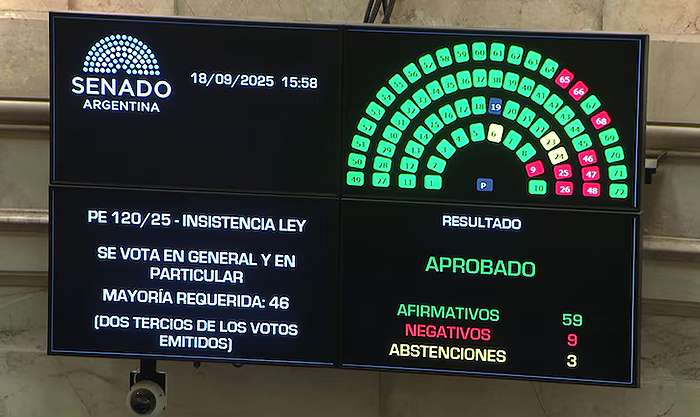 SENADO
ARGENTINA
18/09/2025 15:58
PE 120/25 - INSISTENCIA LEY
SE VOTA EN GENERAL Y EN
PARTICULAR
MAYORÍA REQUERIDA: 46
(DOS TERCIOS DE LOS VOTOS
EMITIDOS)
P
RESULTADO
APROBADO
AFIRMATIVOS 59
NEGATIVOS 9
ABSTENCIONES 3